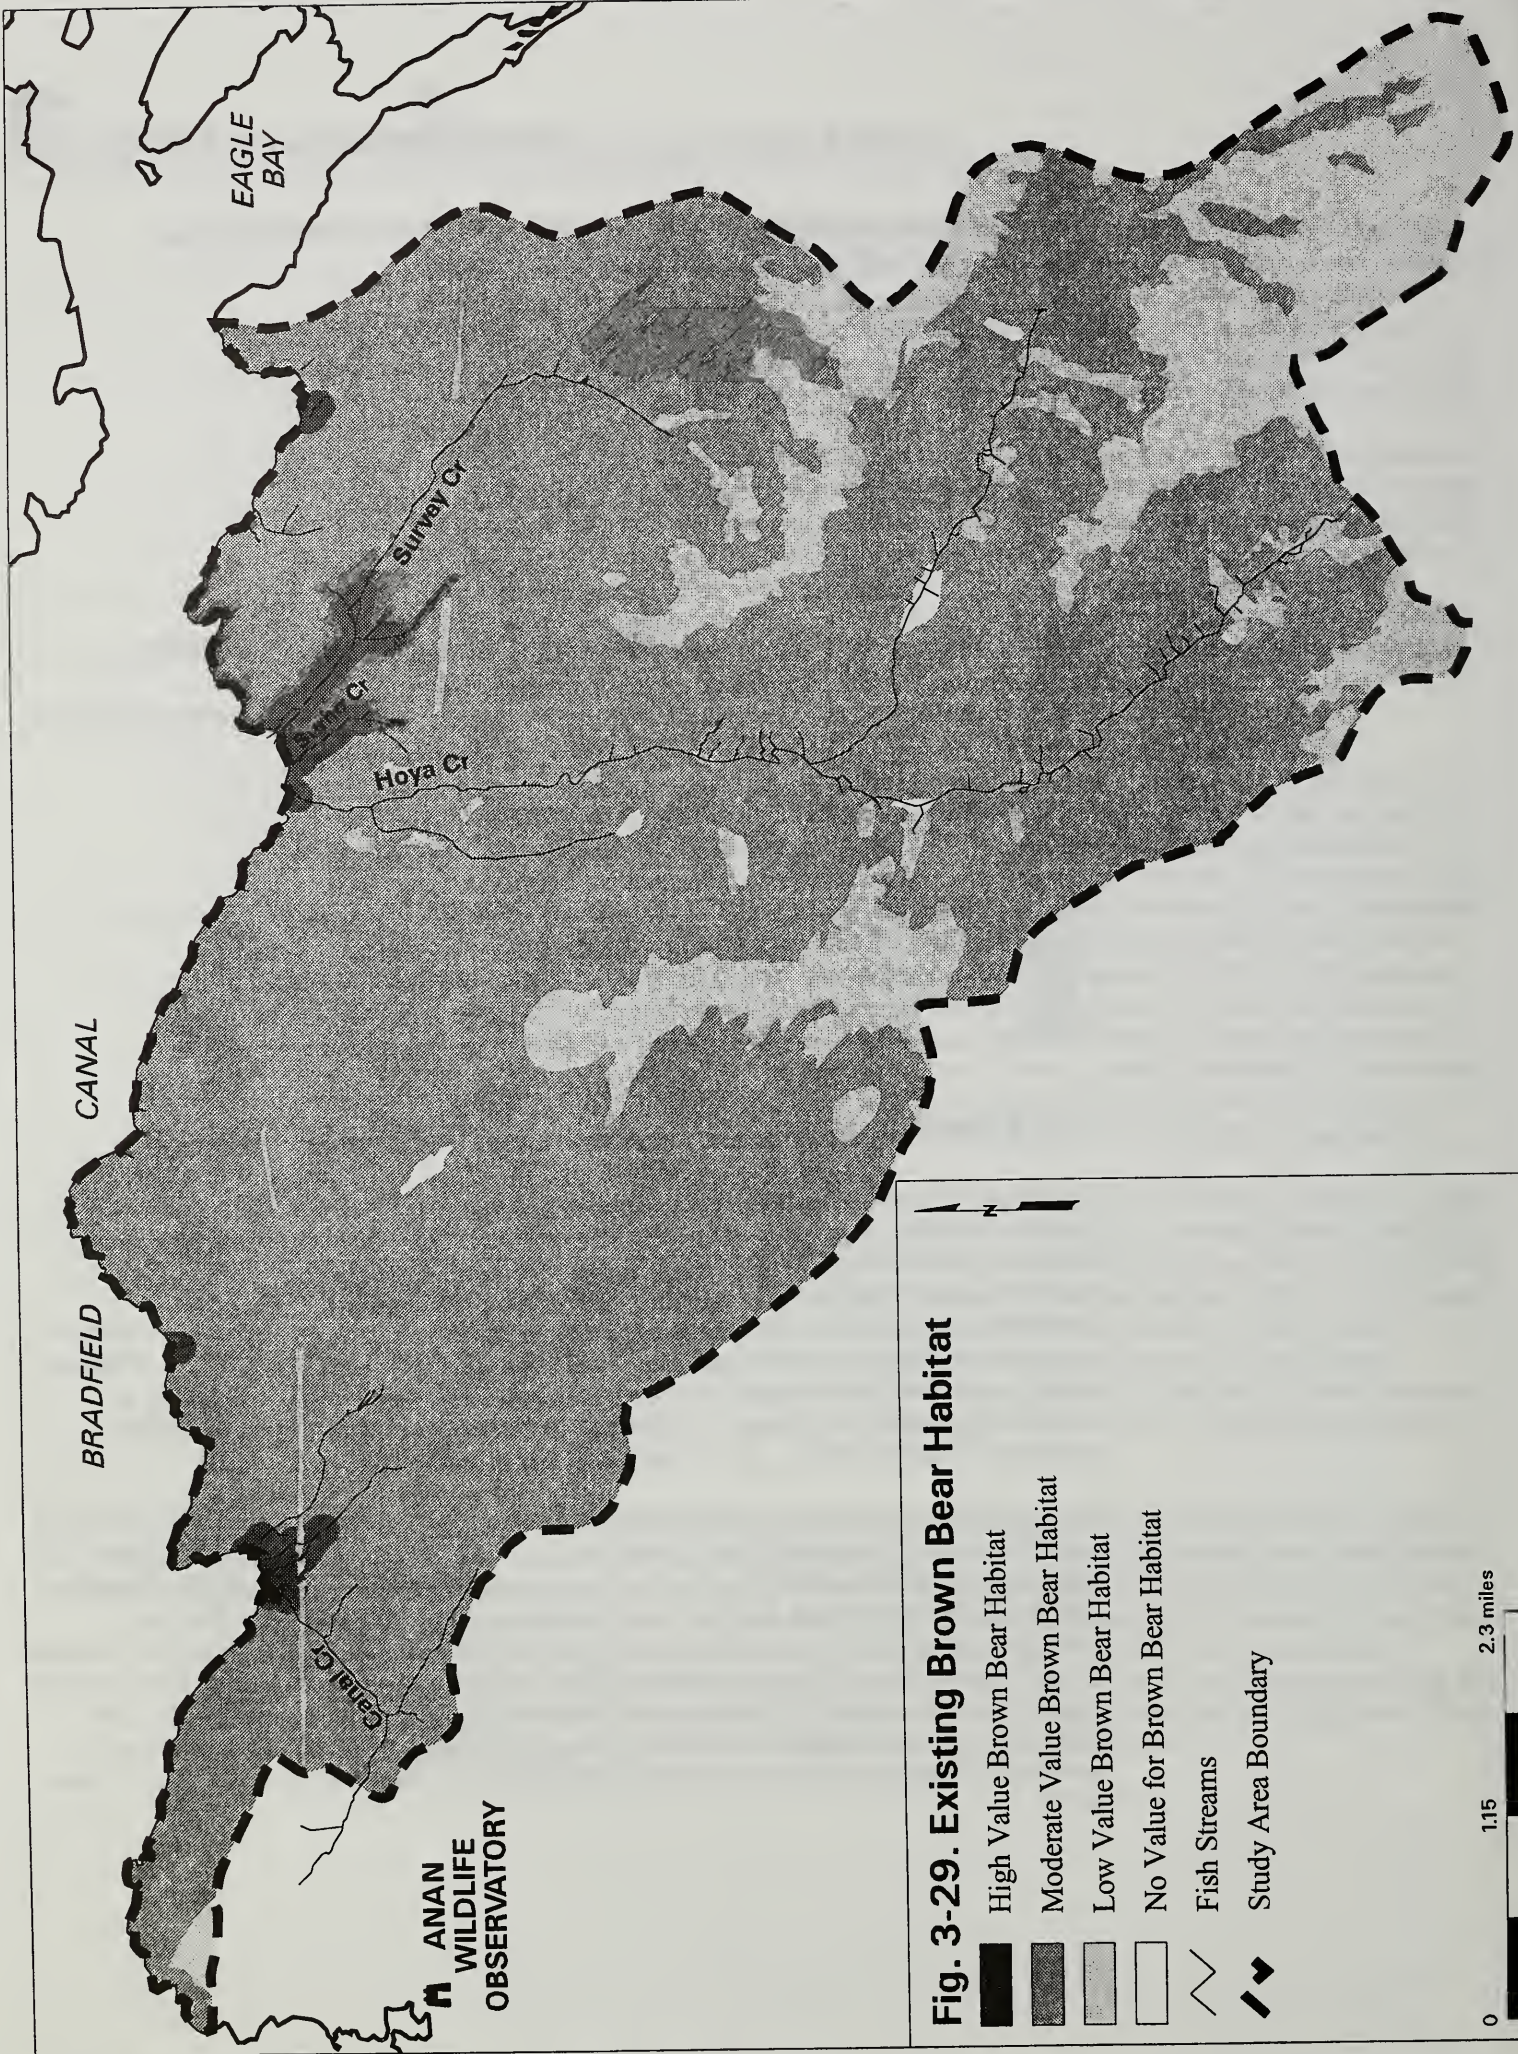 BRADFIELD CANAL
EAGLE
BAY
Canal Cr
Hoya Cr
Survey Cr
ANAN
WILDLIFE
OBSERVATORY
Fig. 3-29. Existing Brown Bear Habitat
High Value Brown Bear Habitat
Moderate Value Brown Bear Habitat
Low Value Brown Bear Habitat
No Value for Brown Bear Habitat
Fish Streams
Study Area Boundary
N
0 1.15 2.3 miles